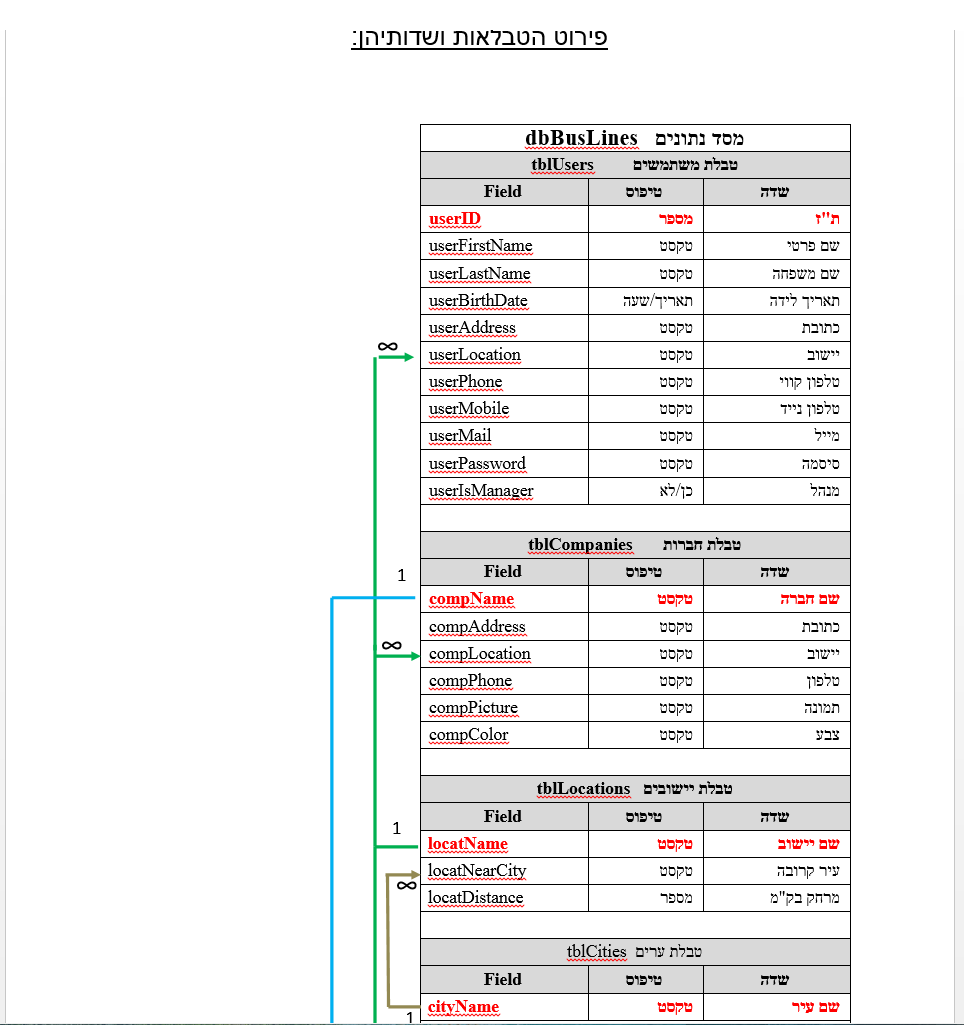 פירוט הטבלאות ושדותיהן:
מסד נתונים dbBusLines
טבלת משתמשים tblUsers
שדה טיפוס Field
ת"ז מספר userID
שם פרטי טקסט userFirstName
שם משפחה טקסט userLastName
תאריך לידה תאריך/שעה userBirthDate
כתובת טקסט userAddress
∞
יישוב טקסט userLocation
טלפון קווי טקסט userPhone
טלפון נייד טקסט userMobile
מייל טקסט userMail
סיסמה טקסט userPassword
מנהל כן/לא userIsManager
טבלת חברות tblCompanies
שדה טיפוס Field
1
שם חברה טקסט compName
כתובת טקסט compAddress
∞
יישוב טקסט compLocation
טלפון טקסט compPhone
תמונה טקסט compPicture
צבע טקסט compColor
טבלת יישובים tblLocations
שדה טיפוס Field
1
שם יישוב טקסט locatName
עיר קרובה טקסט locatNearCity
∞
מרחק בק"מ מספר locatDistance
טבלת ערים tblCities
שדה טיפוס Field
שם עיר טקסט cityName
1